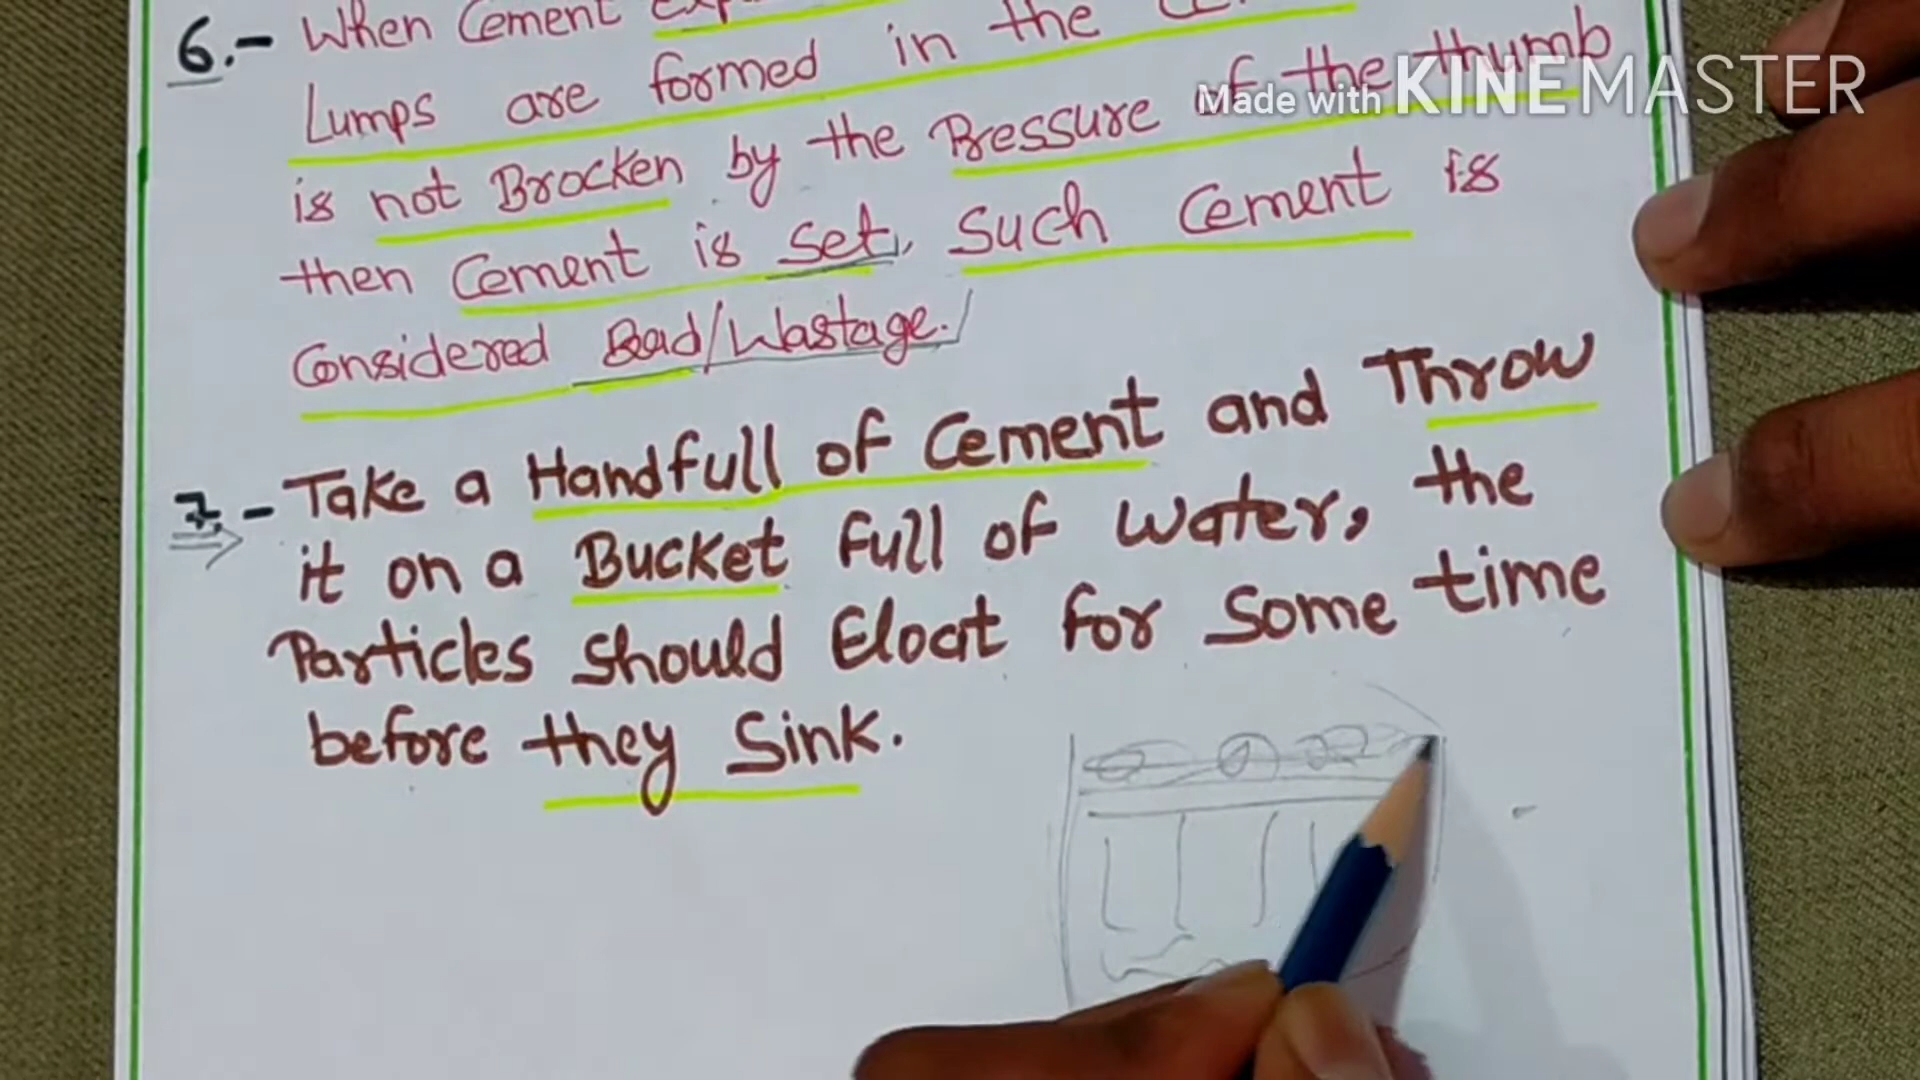 6.- When Cement
Lumps are formed in the
is not Brocken by the Pressure of the thumb
then Cement is Set, Such Cement is
Considered Bad/Wastage.
7.- Take a Handfull of Cement and Throw
it on a Bucket full of water, the
Particles should Eloat for some time
before they Sink.
Made with KINEMASTER